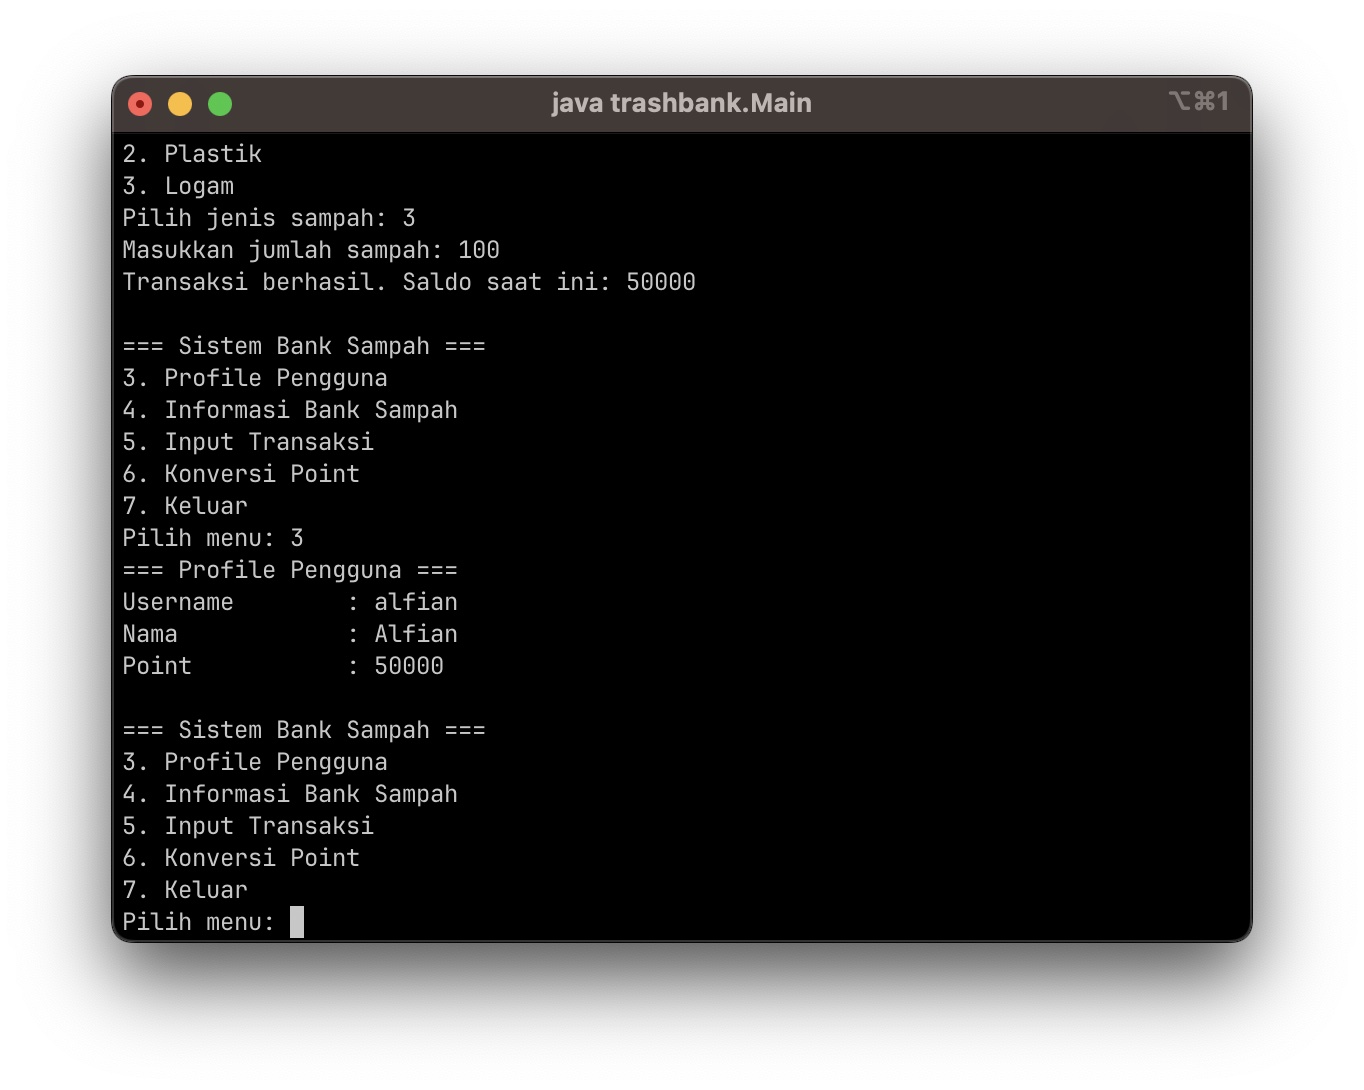 java trashbank.Main
⌥⌘1
2. Plastik
3. Logam
Pilih jenis sampah: 3
Masukkan jumlah sampah: 100
Transaksi berhasil. Saldo saat ini: 50000
=== Sistem Bank Sampah ===
3. Profile Pengguna
4. Informasi Bank Sampah
5. Input Transaksi
6. Konversi Point
7. Keluar
Pilih menu: 3
=== Profile Pengguna ===
Username        : alfian
Nama            : Alfian
Point           : 50000
=== Sistem Bank Sampah ===
3. Profile Pengguna
4. Informasi Bank Sampah
5. Input Transaksi
6. Konversi Point
7. Keluar
Pilih menu: